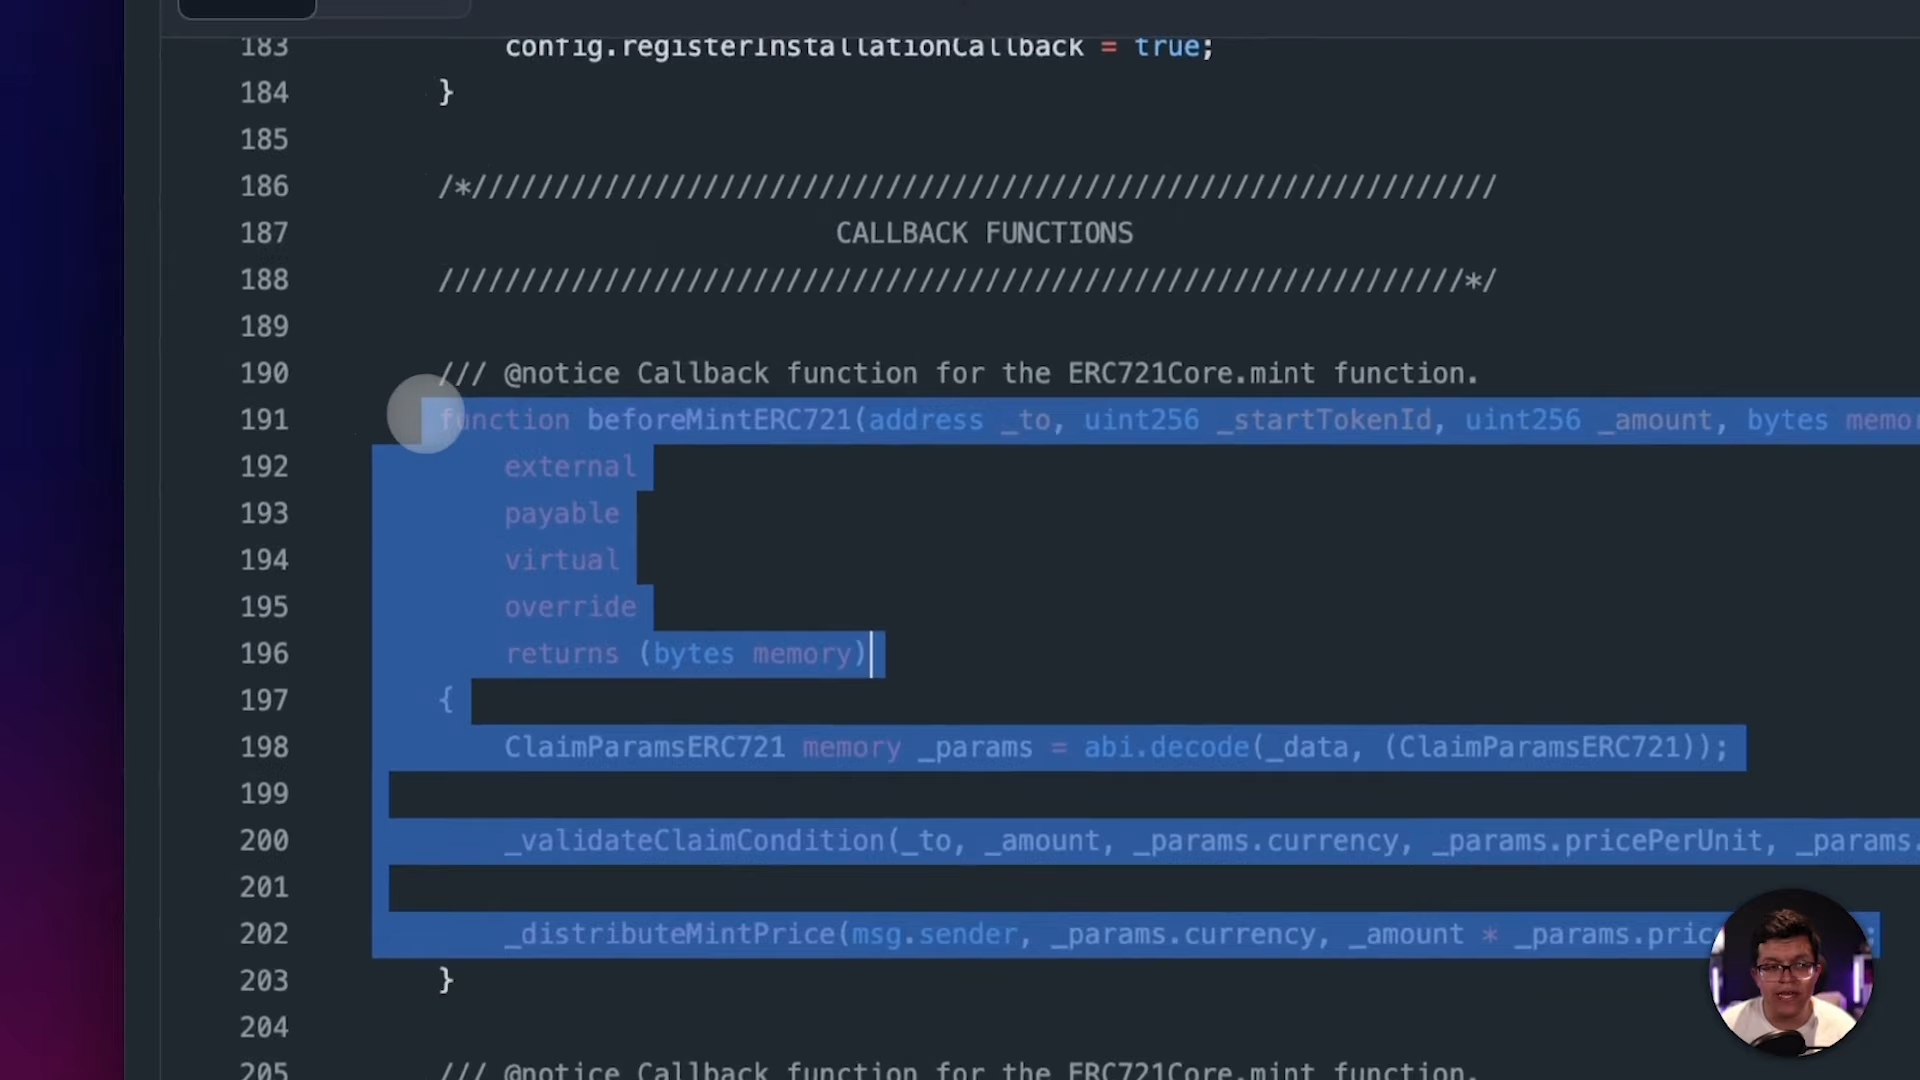 183 config.registerInstallationCallback = true;
184 }
185
186 /*//////////////////////////////////////////////////////////////
187 CALLBACK FUNCTIONS
188 //////////////////////////////////////////////////////////////*/
189
190 /// @notice Callback function for the ERC721Core.mint function.
191 function beforeMintERC721(address _to, uint256 _startTokenId, uint256 _amount, bytes
192 external
193 payable
194 virtual
195 override
196 returns (bytes memory)
197 {
198 ClaimParamsERC721 memory _params = abi.decode(_data, (ClaimParamsERC721));
199
200 _validateClaimCondition(_to, _amount, _params.currency, _params.pricePerUnit, _params.
201
202 _distributeMintPrice(msg.sender, _params.currency, _amount * 
203 }
204
205 /// @notice Callback function for the ERC721Core.mint function.